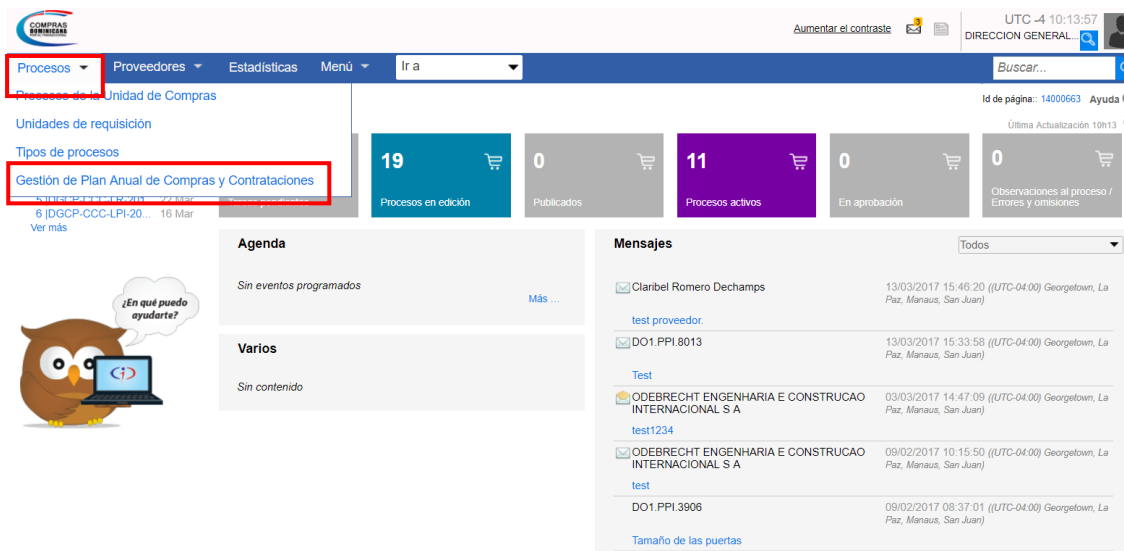 COMPRAS
DOMINICANA
Aumentar el contraste
3
UTC -4 10:13:57
DIRECCION GENERAL...
Procesos
Proveedores
Estadísticas
Menú
Ir a
Buscar...
Procesos de la Unidad de Compras
Unidades de requisición
Tipos de procesos
Gestión de Plan Anual de Compras y Contrataciones
Id de página:: 14000663 Ayuda
Última Actualización 10h13
5 |DGCP-CCC-LR-201... 22 Mar
6 |DGCP-CCC-LPI-20... 16 Mar
Ver más
19
Procesos en edición
0
Publicados
11
Procesos activos
0
En aprobación
0
Observaciones al proceso /
Errores y omisiones
¿En qué puedo
ayudarte?
Agenda
Sin eventos programados
Más ...
Varios
Sin contenido
Mensajes
Todos
Claribel Romero Dechamps
13/03/2017 15:46:20 ((UTC-04:00) Georgetown, La
Paz, Manaus, San Juan)
test proveedor.
DO1.PPI.8013
13/03/2017 15:33:58 ((UTC-04:00) Georgetown, La
Paz, Manaus, San Juan)
Test
ODEBRECHT ENGENHARIA E CONSTRUCAO
INTERNACIONAL S A
03/03/2017 14:47:09 ((UTC-04:00) Georgetown, La
Paz, Manaus, San Juan)
test1234
ODEBRECHT ENGENHARIA E CONSTRUCAO
INTERNACIONAL S A
09/02/2017 10:15:50 ((UTC-04:00) Georgetown, La
Paz, Manaus, San Juan)
test
DO1.PPI.3906
09/02/2017 08:37:01 ((UTC-04:00) Georgetown, La
Paz, Manaus, San Juan)
Tamaño de las puertas